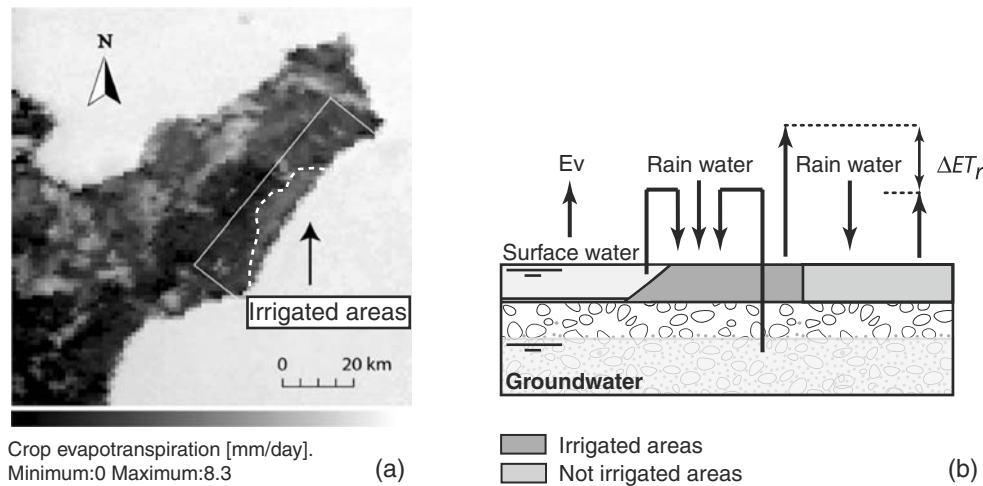 N
Irrigated areas
0 20 km
Crop evapotranspiration [mm/day].
Minimum:0 Maximum:8.3
(a)
Ev
Rain water
Rain water
ΔETr
Surface water
Groundwater
Irrigated areas
Not irrigated areas
(b)